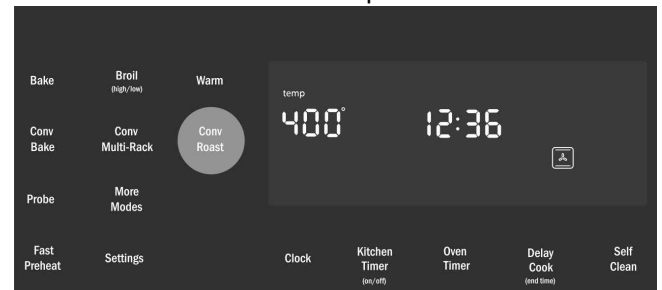 Bake
Broil
(high/low)
Warm
temp
400°
12:36
Conv
Bake
Conv
Multi-Rack
Conv
Roast
Probe
More
Modes
Fast
Preheat
Settings
Clock
Kitchen
Timer
(on/off)
Oven
Timer
Delay
Cook
(end time)
Self
Clean